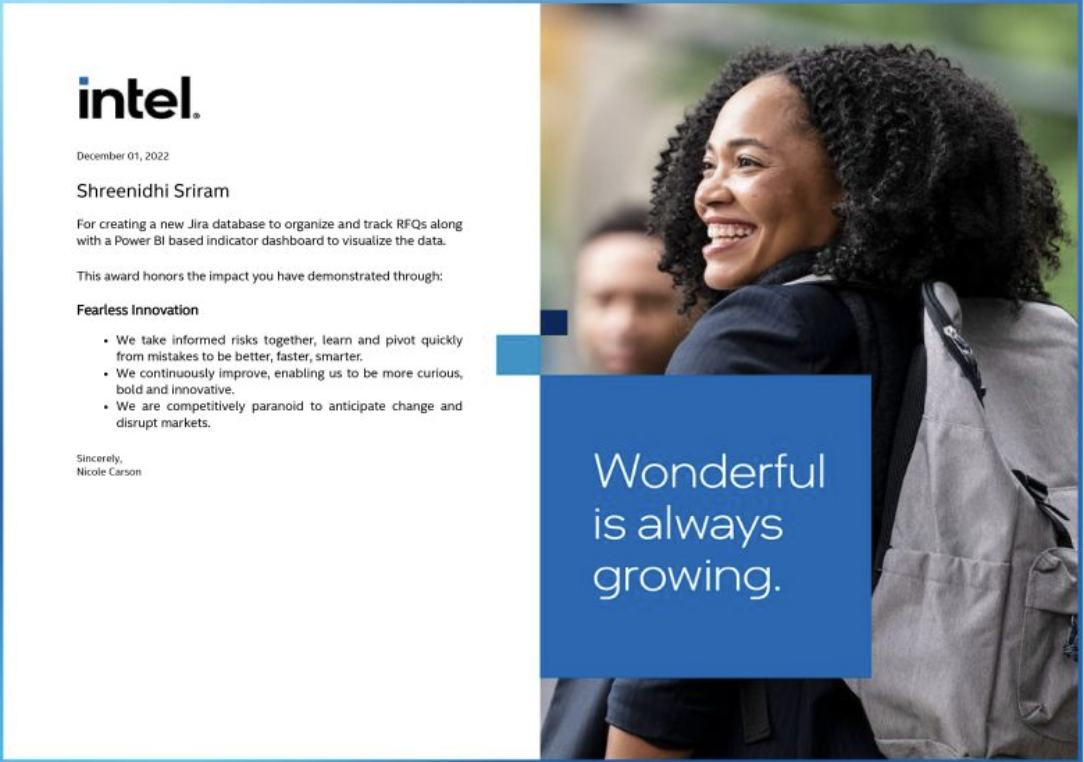 intel.
December 01, 2022
Shreenidhi Sriram
For creating a new Jira database to organize and track RFQs along
with a Power BI based indicator dashboard to visualize the data.
This award honors the impact you have demonstrated through:
Fearless Innovation
• We take informed risks together, learn and pivot quickly
from mistakes to be better, faster, smarter.
• We continuously improve, enabling us to be more curious,
bold and innovative.
• We are competitively paranoid to anticipate change and
disrupt markets.
Sincerely,
Nicole Carson
Wonderful
is always
growing.